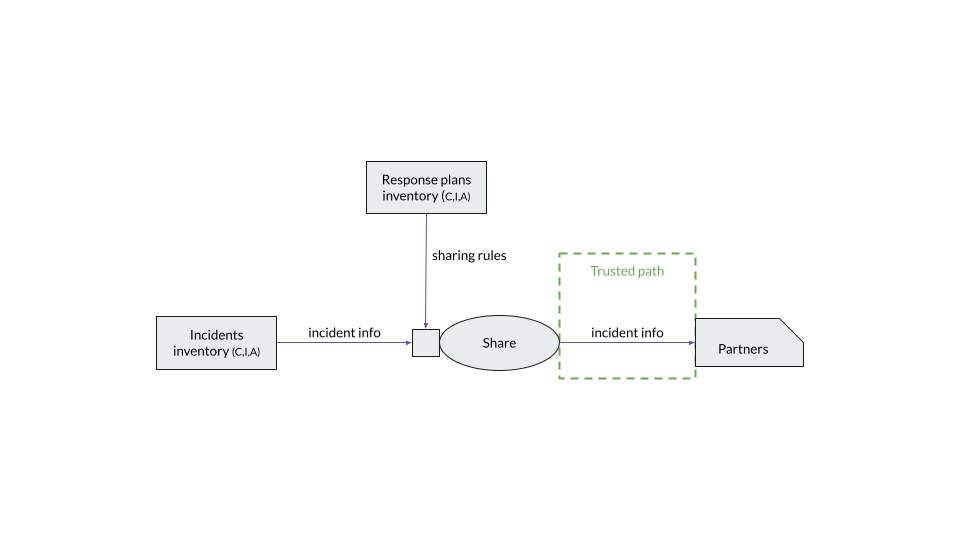 Response plans
inventory (C,I,A)
sharing rules
Trusted path
Incidents
inventory (C,I,A)
incident info
Share
incident info
Partners